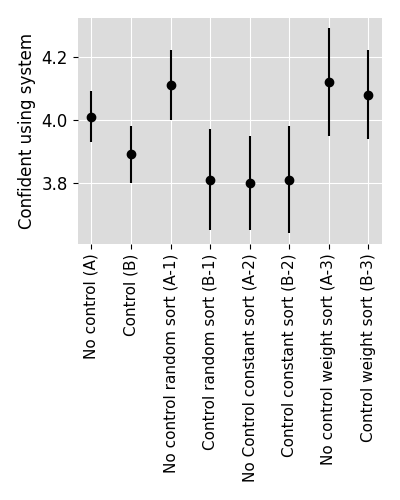 Confident using system
4.2
4.0
3.8
No control (A)
Control (B)
No control random sort (A-1)
Control random sort (B-1)
No Control constant sort (A-2)
Control constant sort (B-2)
No control weight sort (A-3)
Control weight sort (B-3)